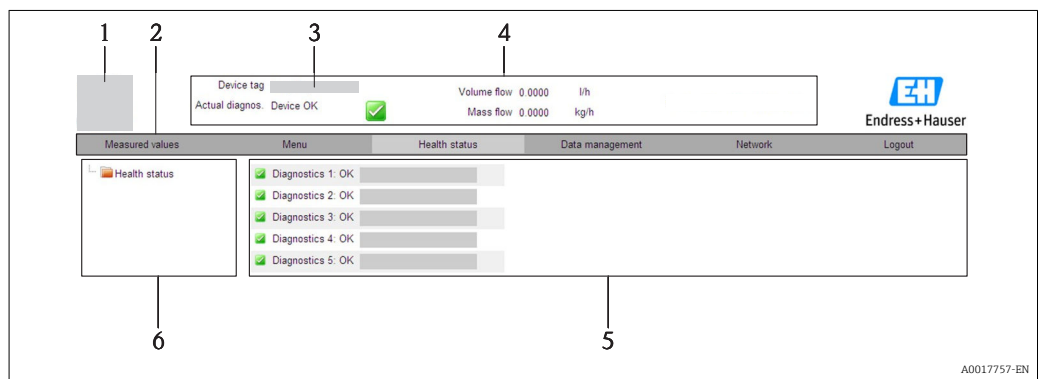 1 2 3 4
Device tag
Volume flow 0.0000 l/h
Actual diagnos. Device OK
Mass flow 0.0000 kg/h
EH
Endress+Hauser
Measured values Menu Health status Data management Network Logout
Health status
Diagnostics 1: OK
Diagnostics 2: OK
Diagnostics 3: OK
Diagnostics 4: OK
Diagnostics 5: OK
6 5
A0017757-EN